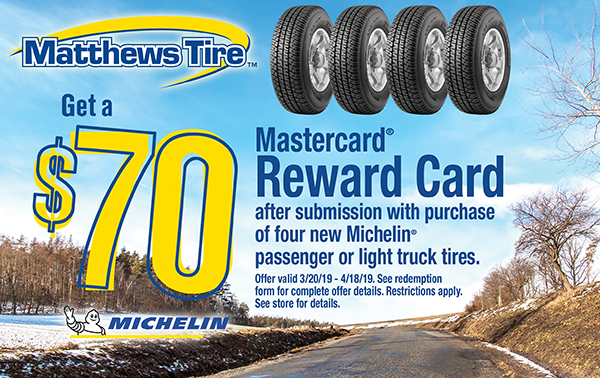 Matthews Tire™
Get a
$70
Mastercard®
Reward Card
after submission with purchase
of four new Michelin®
passenger or light truck tires.
Offer valid 3/20/19 - 4/18/19. See redemption
form for complete offer details. Restrictions apply.
See store for details.
MICHELIN